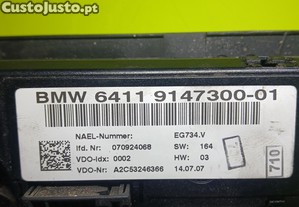 CustoJusto.pt
BMW 6411 9147300-01
NAEL-Nummer: EG734.V
lfd. Nr.: 070924068 SW: 164
VDO-Idx: 0002 HW: 03
VDO-Nr: A2C53246366 14.07.07
710